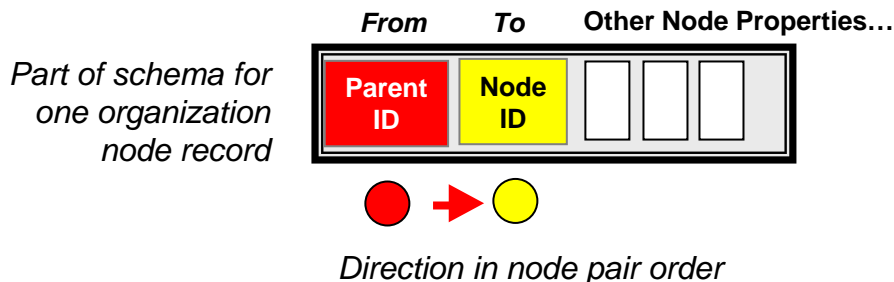 From To Other Node Properties…
Part of schema for
one organization
node record
Parent
ID
Node
ID
Direction in node pair order